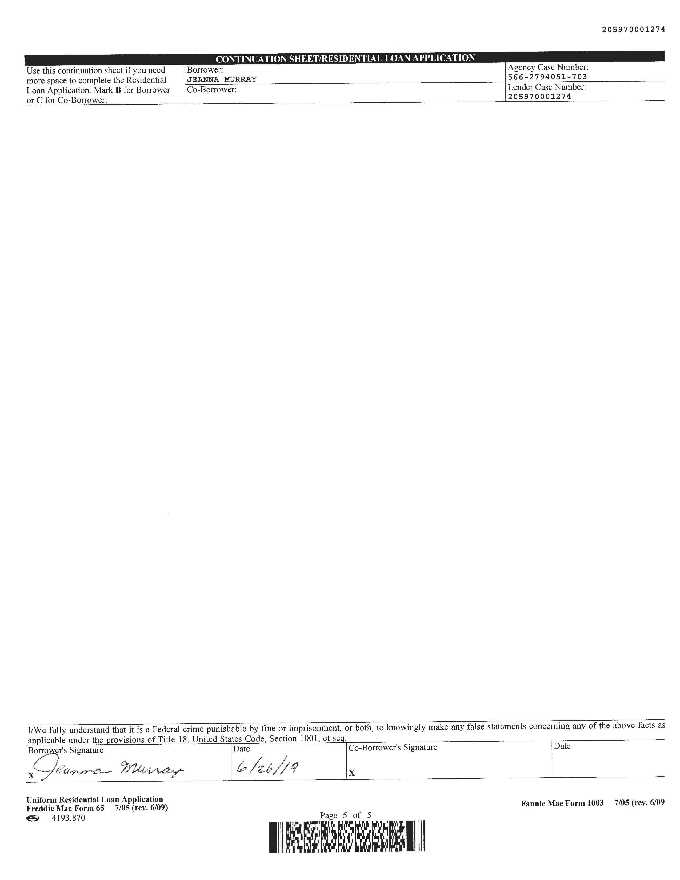 205970001274
CONTINUATION SHEET/RESIDENTIAL LOAN APPLICATION
Use this continuation sheet if you need
more space to complete the Residential
Loan Application. Mark B for Borrower
or C for Co-Borrower.
Borrower:
JEANNA MURRAY
Co-Borrower:
Agency Case Number:
566-2794051-703
Lender Case Number:
205970001274
I/We fully understand that it is a Federal crime punishable by fine or imprisonment, or both, to knowingly make any false statements concerning any of the above facts as
applicable under the provisions of Title 18, United States Code, Section 1001, et seq.
Borrower's Signature
X Jeanna Murray
Date
6/26/19
Co-Borrower's Signature
X
Date
Uniform Residential Loan Application
Freddie Mac Form 65 7/05 (rev. 6/09)
4193.870
Page 5 of 5
Fannie Mae Form 1003 7/05 (rev. 6/09